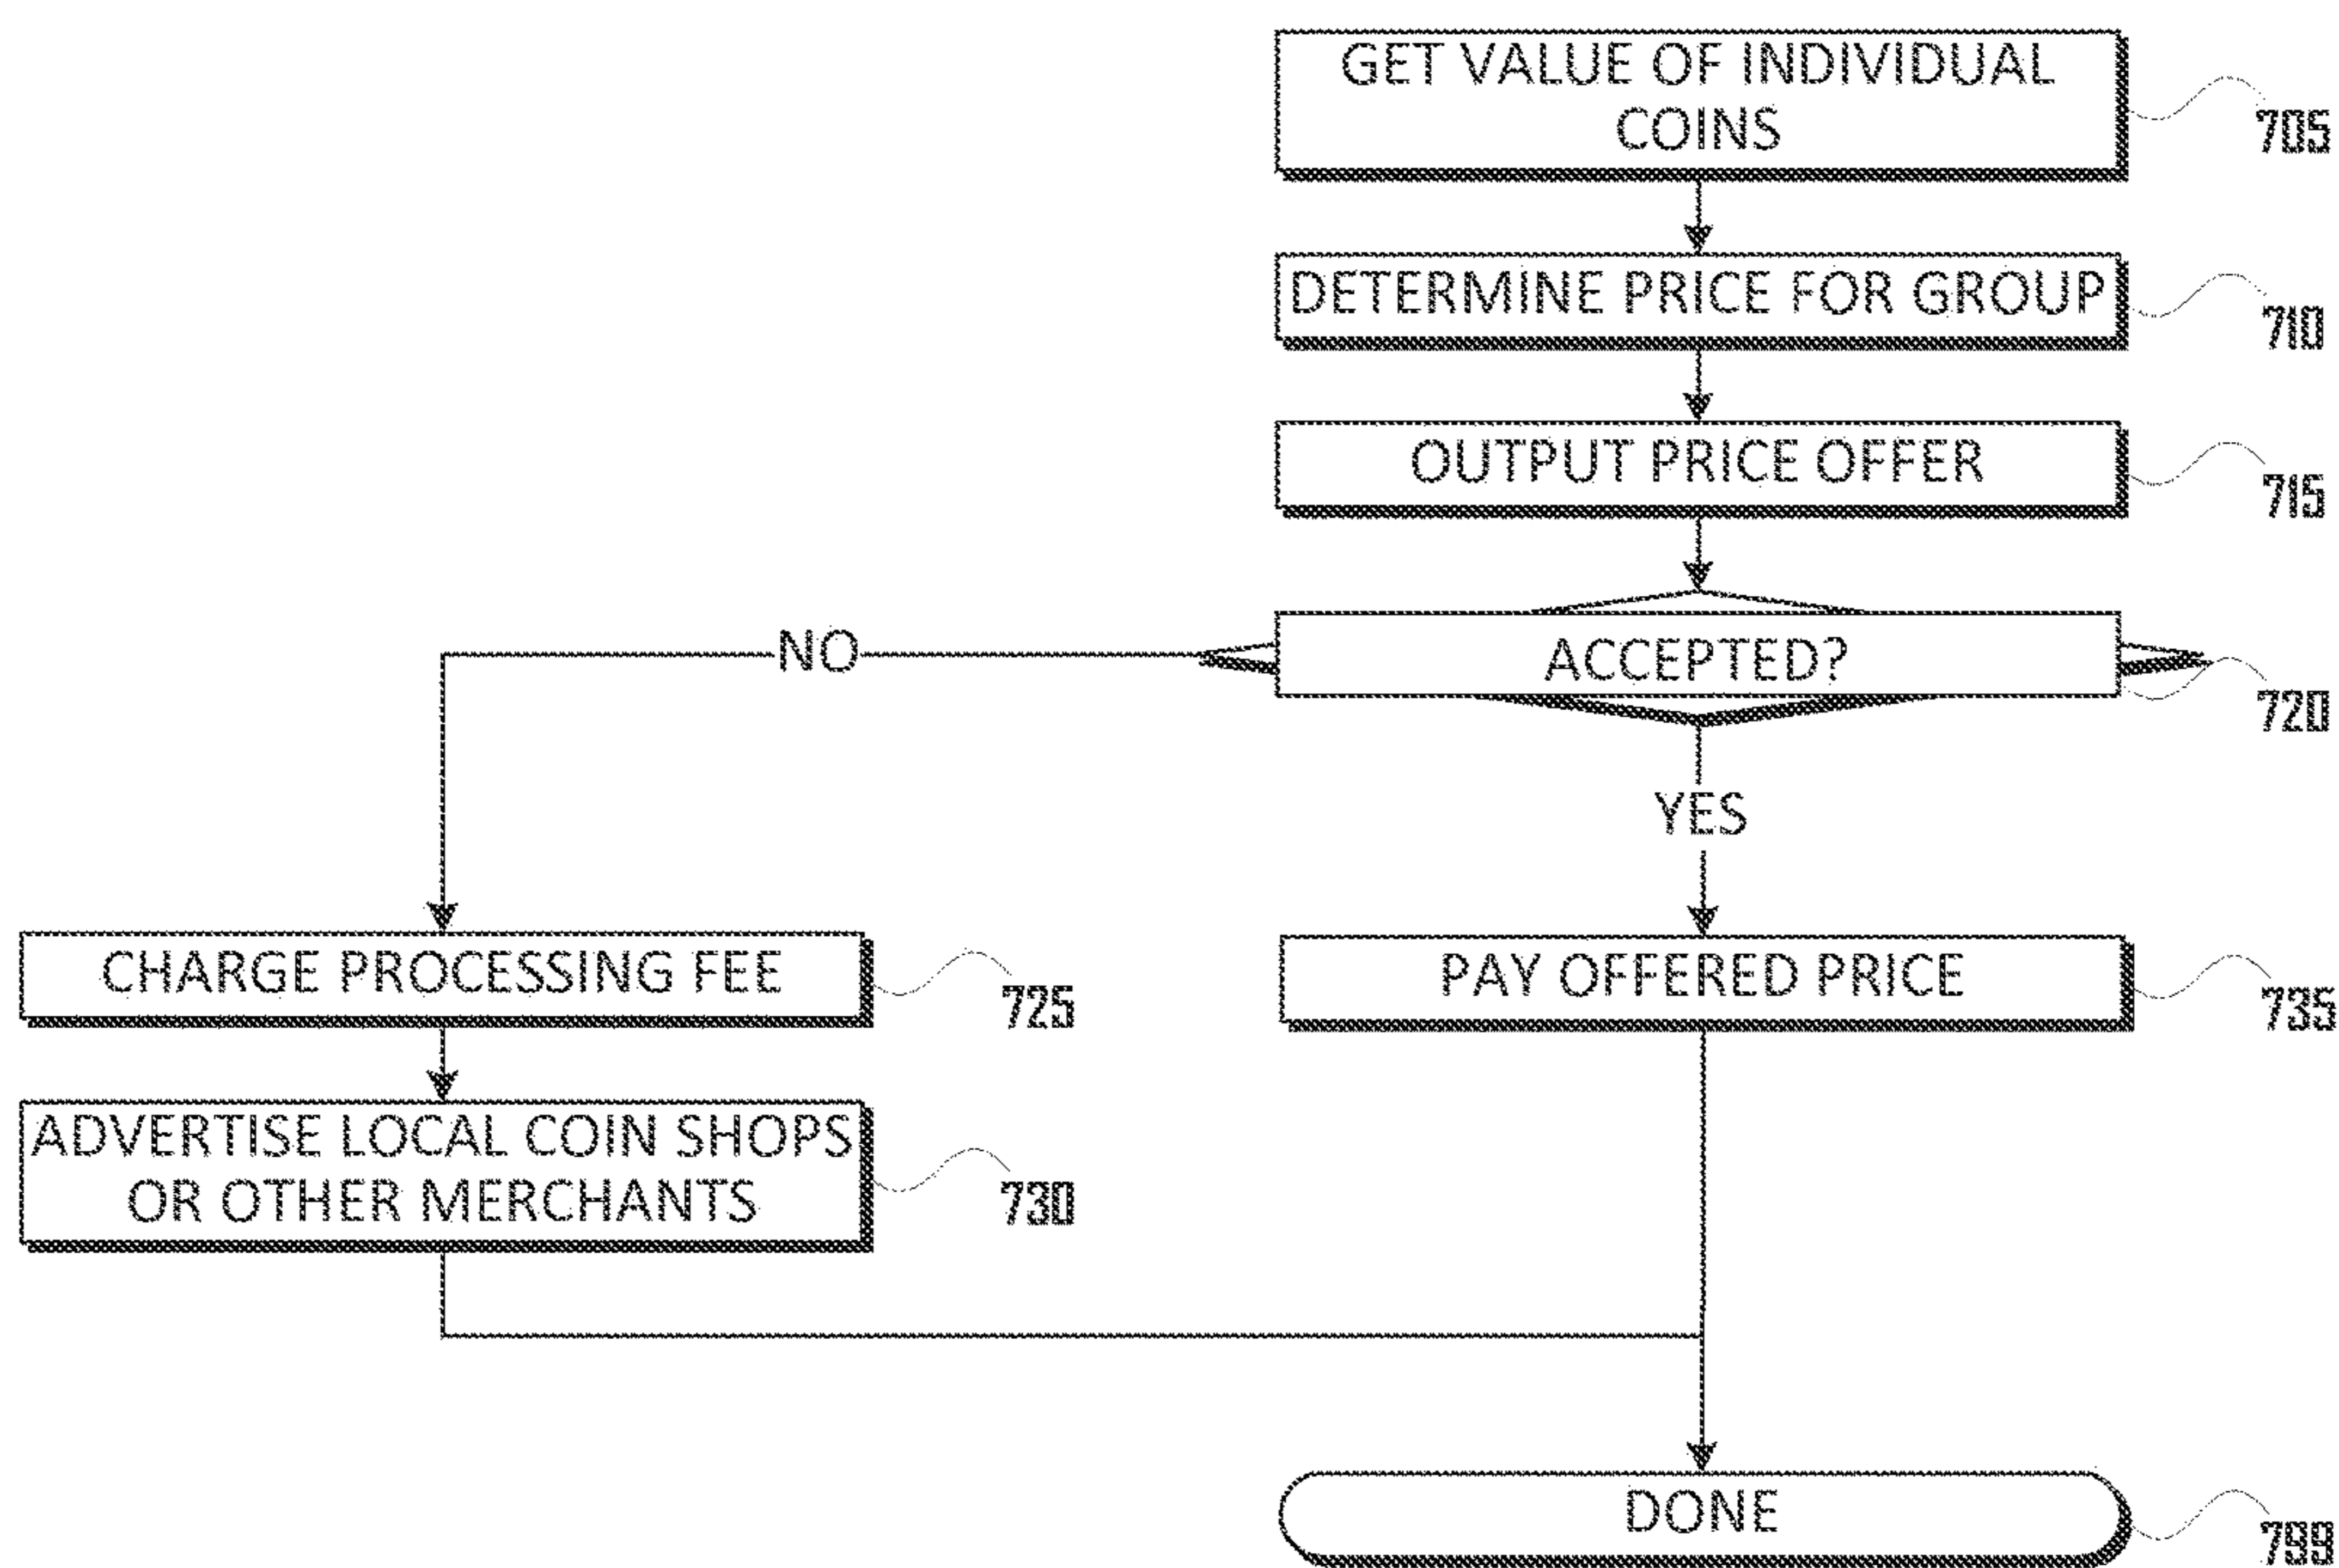 GET VALUE OF INDIVIDUAL
COINS
705
DETERMINE PRICE FOR GROUP
710
OUTPUT PRICE OFFER
715
NO
ACCEPTED?
720
YES
CHARGE PROCESSING FEE
725
PAY OFFERED PRICE
735
ADVERTISE LOCAL COIN SHOPS
OR OTHER MERCHANTS
730
DONE
799